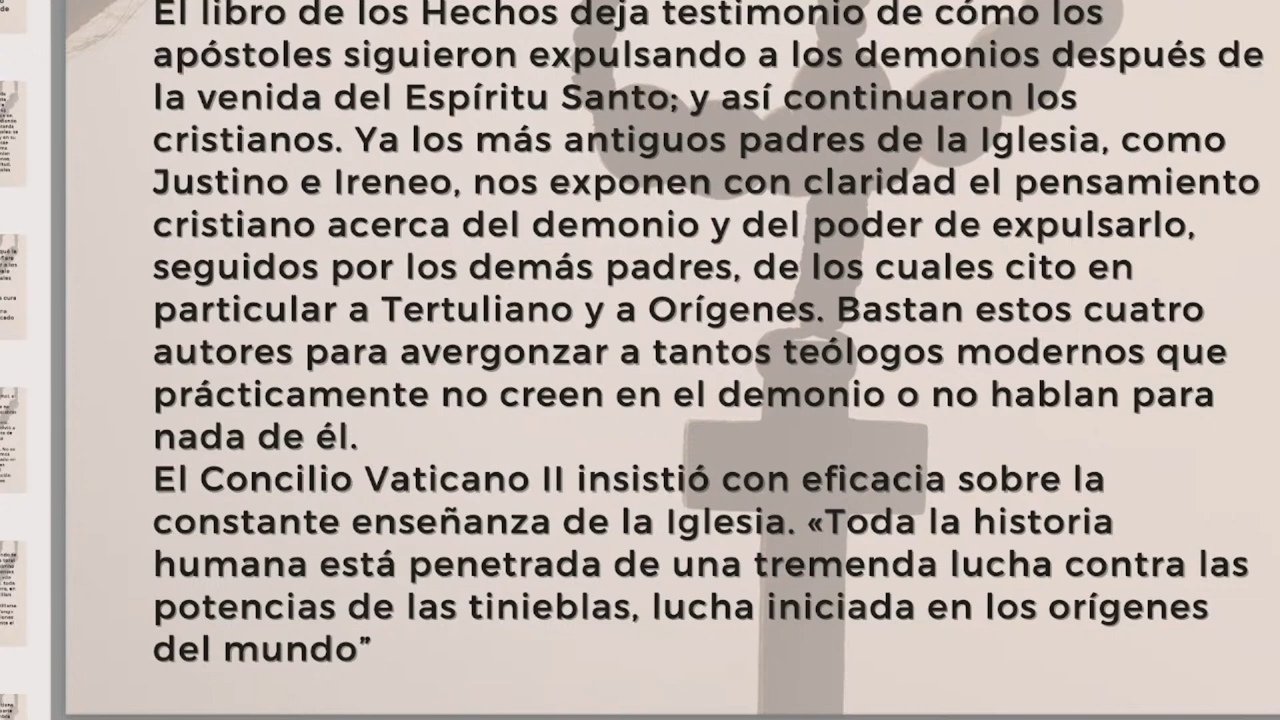 El libro de los Hechos deja testimonio de cómo los
apóstoles siguieron expulsando a los demonios después de
la venida del Espíritu Santo; y así continuaron los
cristianos. Ya los más antiguos padres de la Iglesia, como
Justino e Ireneo, nos exponen con claridad el pensamiento
cristiano acerca del demonio y del poder de expulsarlo,
seguidos por los demás padres, de los cuales cito en
particular a Tertuliano y a Orígenes. Bastan estos cuatro
autores para avergonzar a tantos teólogos modernos que
prácticamente no creen en el demonio o no hablan para
nada de él.
El Concilio Vaticano II insistió con eficacia sobre la
constante enseñanza de la Iglesia. «Toda la historia
humana está penetrada de una tremenda lucha contra las
potencias de las tinieblas, lucha iniciada en los orígenes
del mundo”